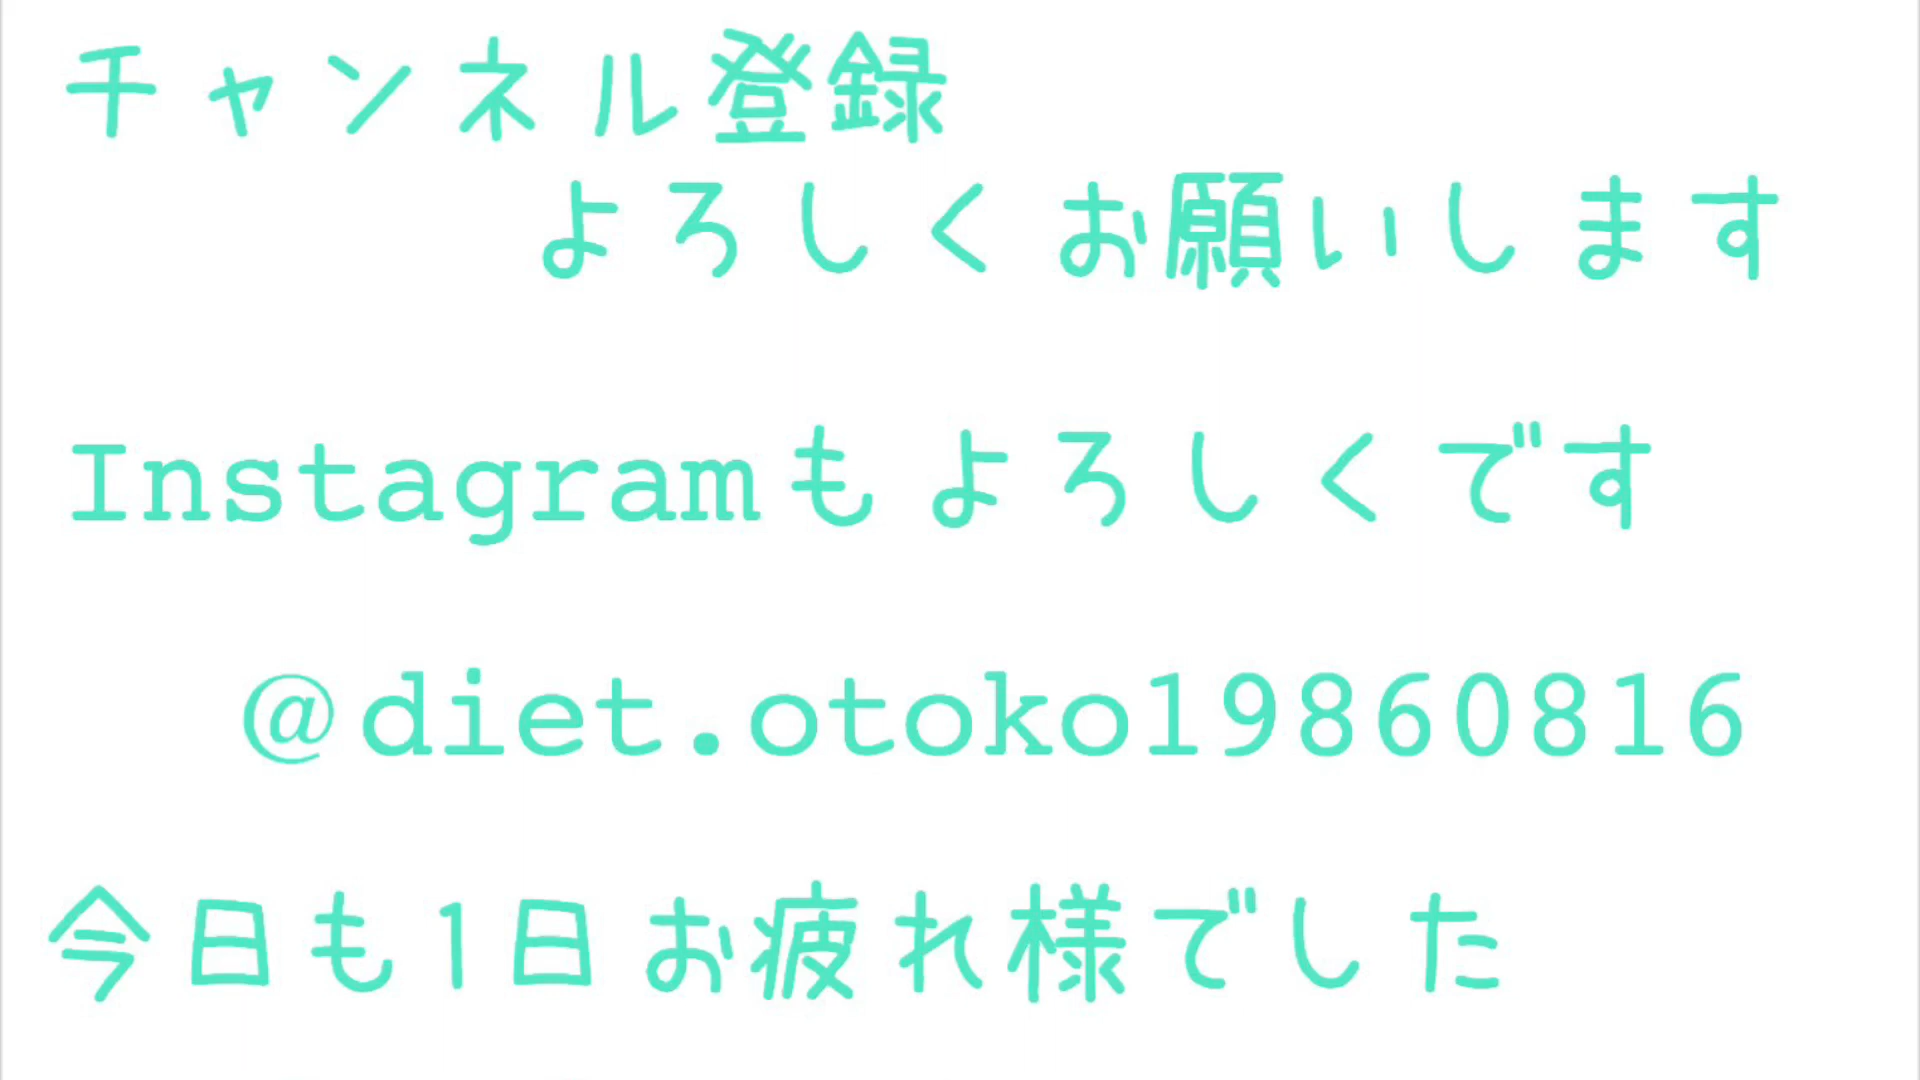 チャンネル登録
よろしくお願いします
Instagramもよろしくです
@diet.otoko19860816
今日も1日お疲れ様でした